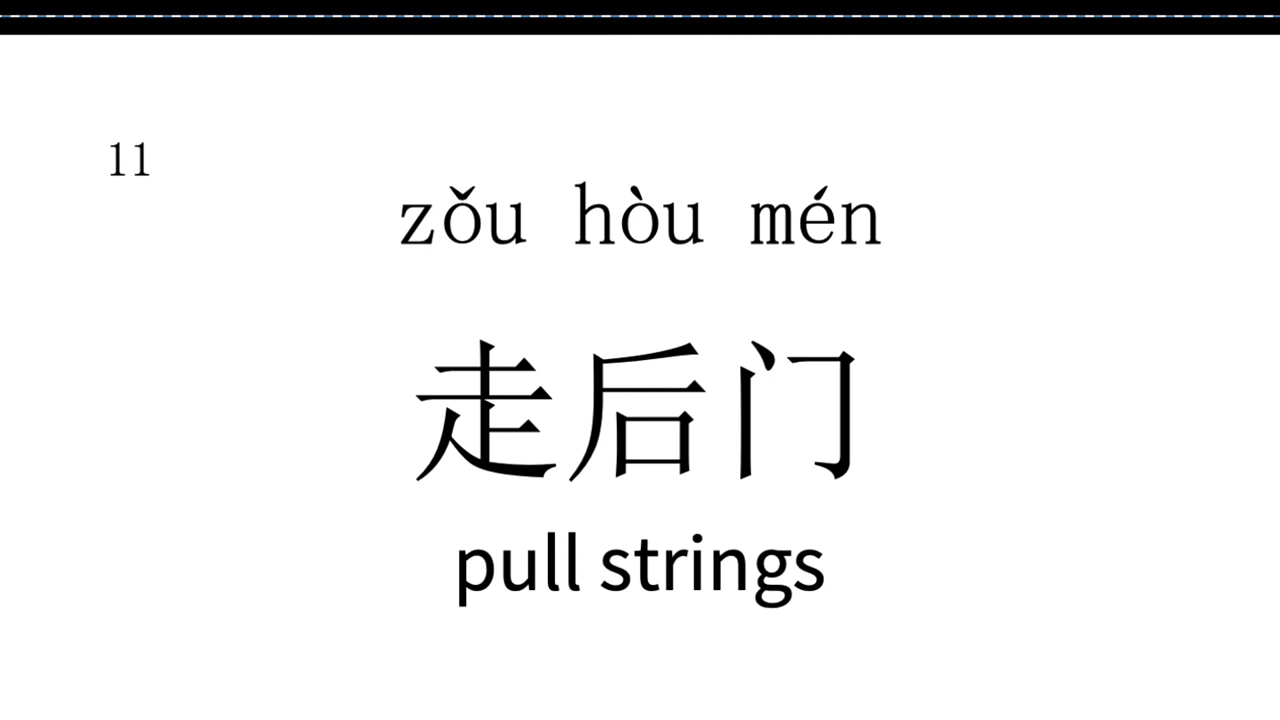 11
zǒu hòu mén
走后门
pull strings